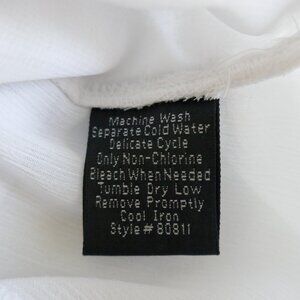 Machine Wash
Separate Cold Water
Delicate Cycle
Only Non-Chlorine
Bleach When Needed
Tumble Dry Low
Remove Promptly
Cool Iron
Style # 80811